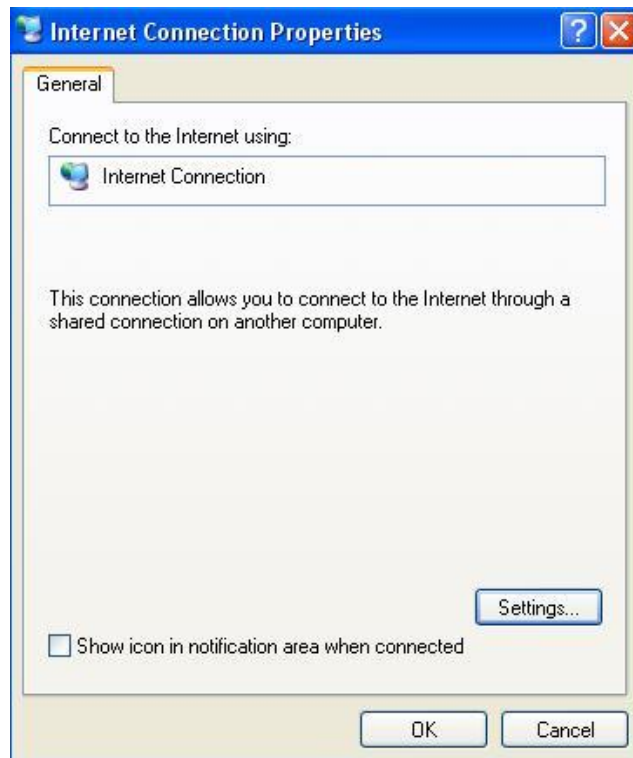 Internet Connection Properties
General
Connect to the Internet using:
Internet Connection
This connection allows you to connect to the Internet through a
shared connection on another computer.
Settings...
Show icon in notification area when connected
OK
Cancel